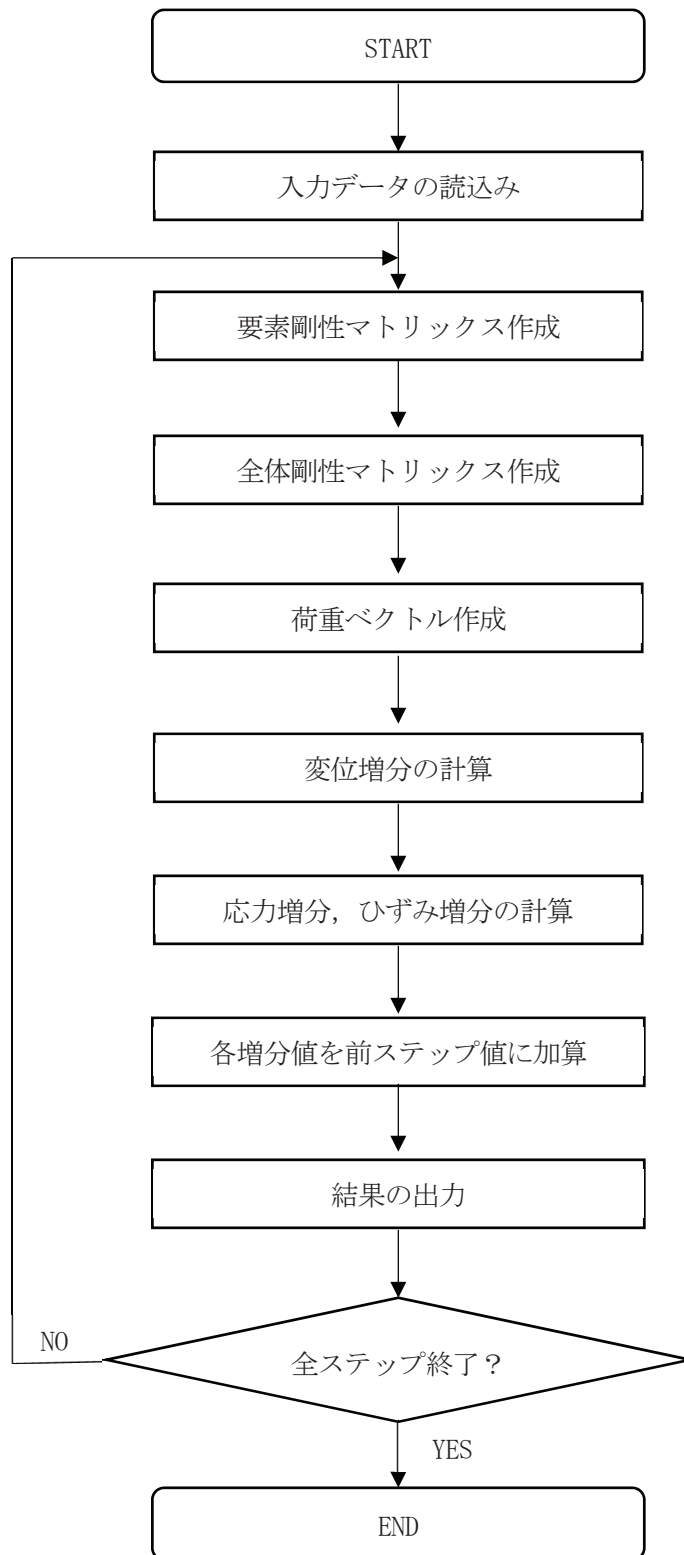 START
入力データの読込み
要素剛性マトリックス作成
全体剛性マトリックス作成
荷重ベクトル作成
変位増分の計算
応力増分，ひずみ増分の計算
各増分値を前ステップ値に加算
結果の出力
全ステップ終了？
NO
YES
END